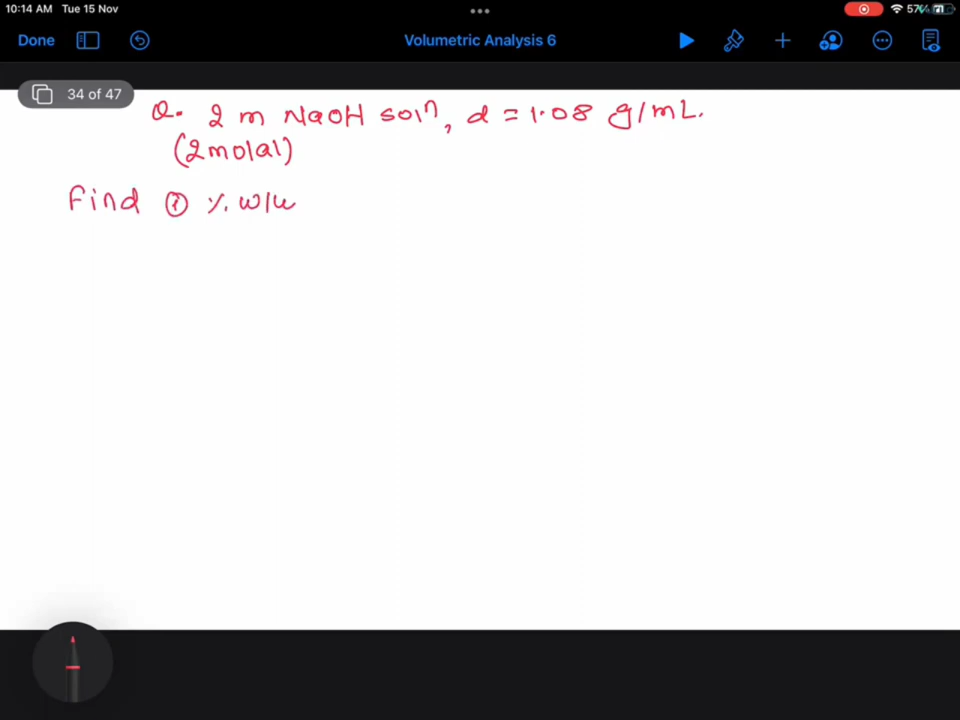 10:14 AM Tue 15 Nov
57%
Done
Volumetric Analysis 6
34 of 47
Q. 2 m NaOH solⁿ, d = 1.08 g/mL.
(2molal)
Find ① % w/w